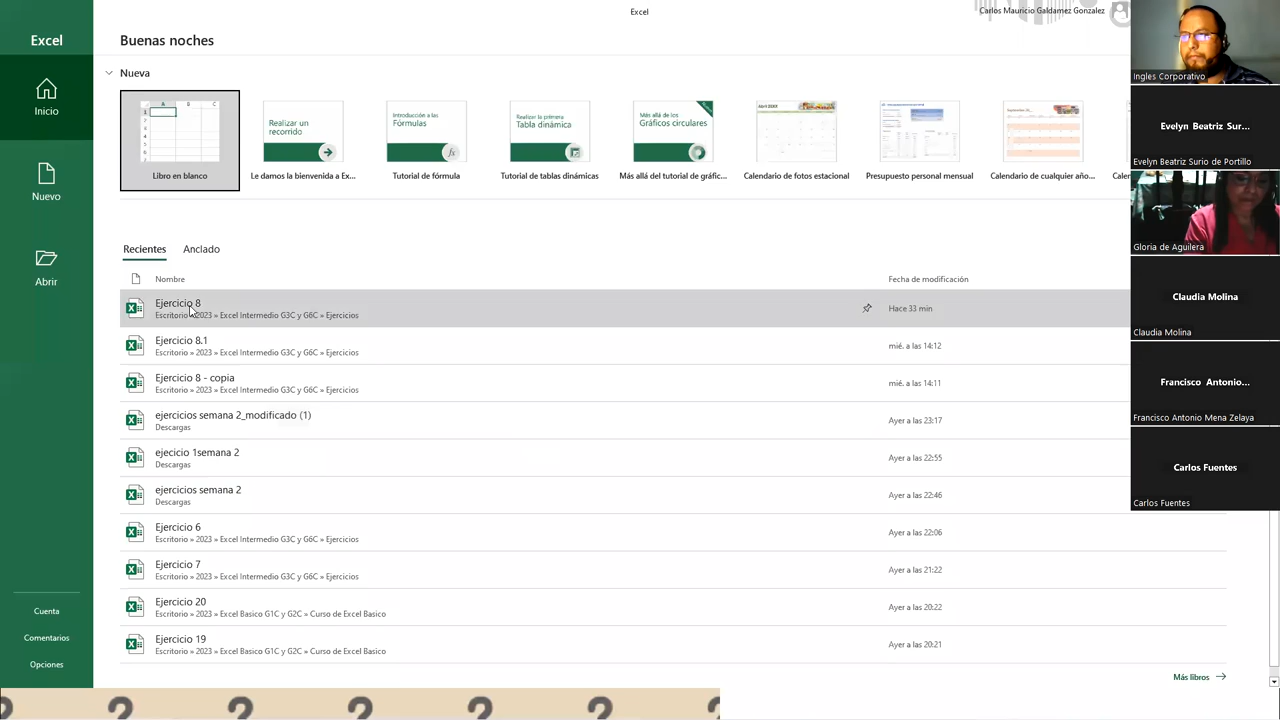 Excel
Carlos Mauricio Galdamez Gonzalez
Excel
Buenas noches
Inicio
Nuevo
Abrir
Cuenta
Comentarios
Opciones
Nueva
Libro en blanco
Realizar un recorrido
Le damos la bienvenida a Ex...
Introducción a las Fórmulas
Tutorial de fórmula
Realizar la primera Tabla dinámica
Tutorial de tablas dinámicas
Más allá de los Gráficos circulares
Más allá del tutorial de gráfic...
Calendario de fotos estacional
Presupuesto personal mensual
Calendario de cualquier año...
Recientes Anclado
Nombre Fecha de modificación
Ejercicio 8
Escritorio » 2023 » Excel Intermedio G3C y G6C » Ejercicios
Hace 33 min
Ejercicio 8.1
Escritorio » 2023 » Excel Intermedio G3C y G6C » Ejercicios
mié. a las 14:12
Ejercicio 8 - copia
Escritorio » 2023 » Excel Intermedio G3C y G6C » Ejercicios
mié. a las 14:11
ejercicios semana 2_modificado (1)
Descargas
Ayer a las 23:17
ejecicio 1semana 2
Descargas
Ayer a las 22:55
ejercicios semana 2
Descargas
Ayer a las 22:46
Ejercicio 6
Escritorio » 2023 » Excel Intermedio G3C y G6C » Ejercicios
Ayer a las 22:06
Ejercicio 7
Escritorio » 2023 » Excel Intermedio G3C y G6C » Ejercicios
Ayer a las 21:22
Ejercicio 20
Escritorio » 2023 » Excel Basico G1C y G2C » Curso de Excel Basico
Ayer a las 20:22
Ejercicio 19
Escritorio » 2023 » Excel Basico G1C y G2C » Curso de Excel Basico
Ayer a las 20:21
Más libros
Ingles Corporativo
Evelyn Beatriz Sur...
Evelyn Beatriz Surio de Portillo
Gloria de Aguilera
Claudia Molina
Claudia Molina
Francisco Antonio...
Francisco Antonio Mena Zelaya
Carlos Fuentes
Carlos Fuentes
? ? ? ? ? ?